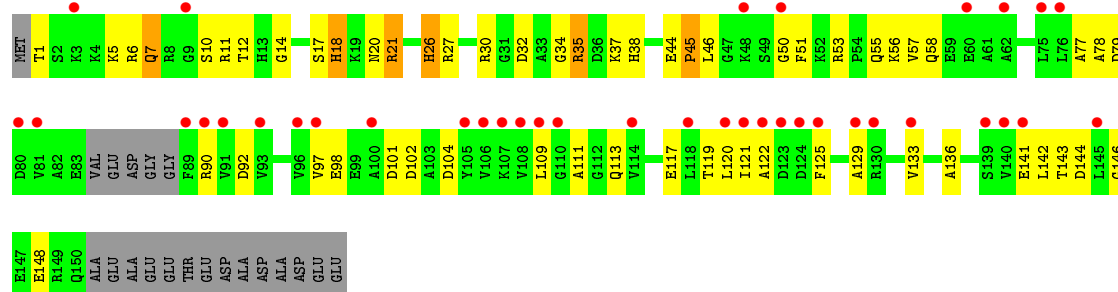 MET T1 S2 K3 K4 K5 R6 Q7 R8 G9 S10 R11 T12 H13 G14 S17 H18 K19 N20 R21 H26 R27 R30 G31 D32 A33 G34 R35 D36 K37 H38 E44 P45 L46 G47 K48 S49 G50 F51 K52 R53 P54 Q55 K56 V57 Q58 E59 E60 A61 A62 L75 L76 A77 A78 D79
D80 V81 A82 E83 VAL GLU ASP GLY GLY F89 R90 V91 D92 V93 V96 V97 E98 E99 A100 D101 D102 A103 D104 Y105 V106 K107 V108 L109 G110 A111 G112 Q113 V114 E117 L118 T119 L120 I121 A122 D123 D124 F125 A129 R130 V133 A136 S139 V140 E141 L142 T143 D144 L145 G146
E147 E148 R149 Q150 ALA GLU ALA GLU GLU THR GLU ASP ALA ASP ALA ASP GLU GLU